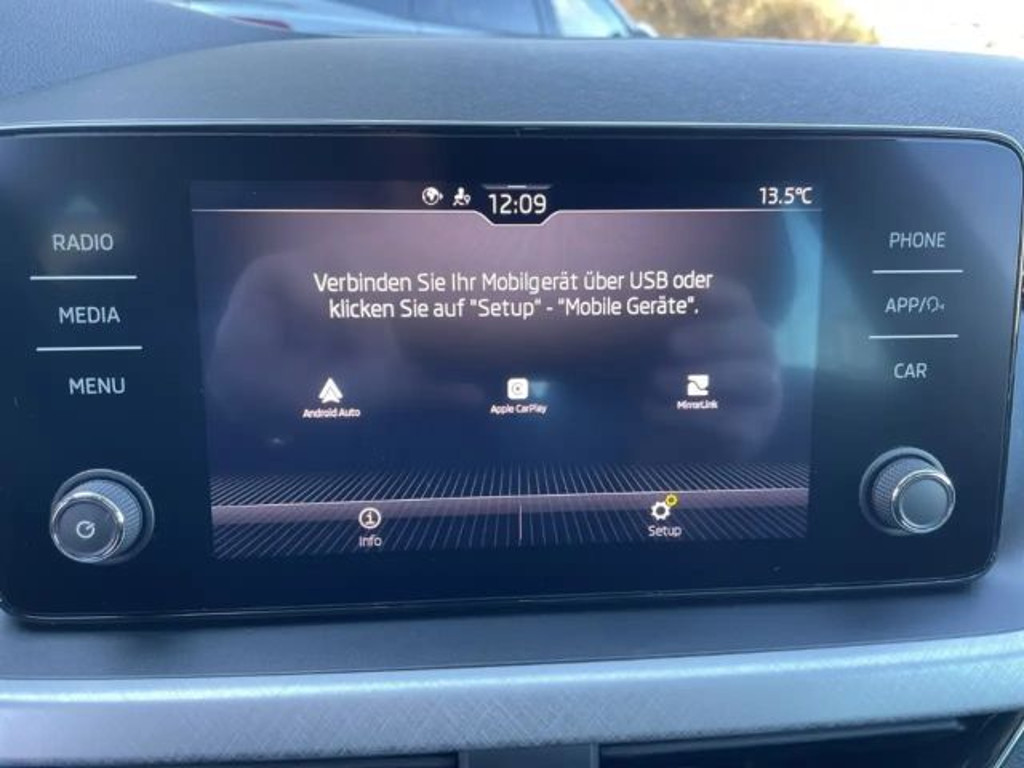 12:09
13.5°C
RADIO
MEDIA
MENU
Verbinden Sie Ihr Mobilgerät über USB oder
klicken Sie auf "Setup" - "Mobile Geräte".
Android Auto
Apple CarPlay
MirrorLink
Info
Setup
PHONE
APP/
CAR